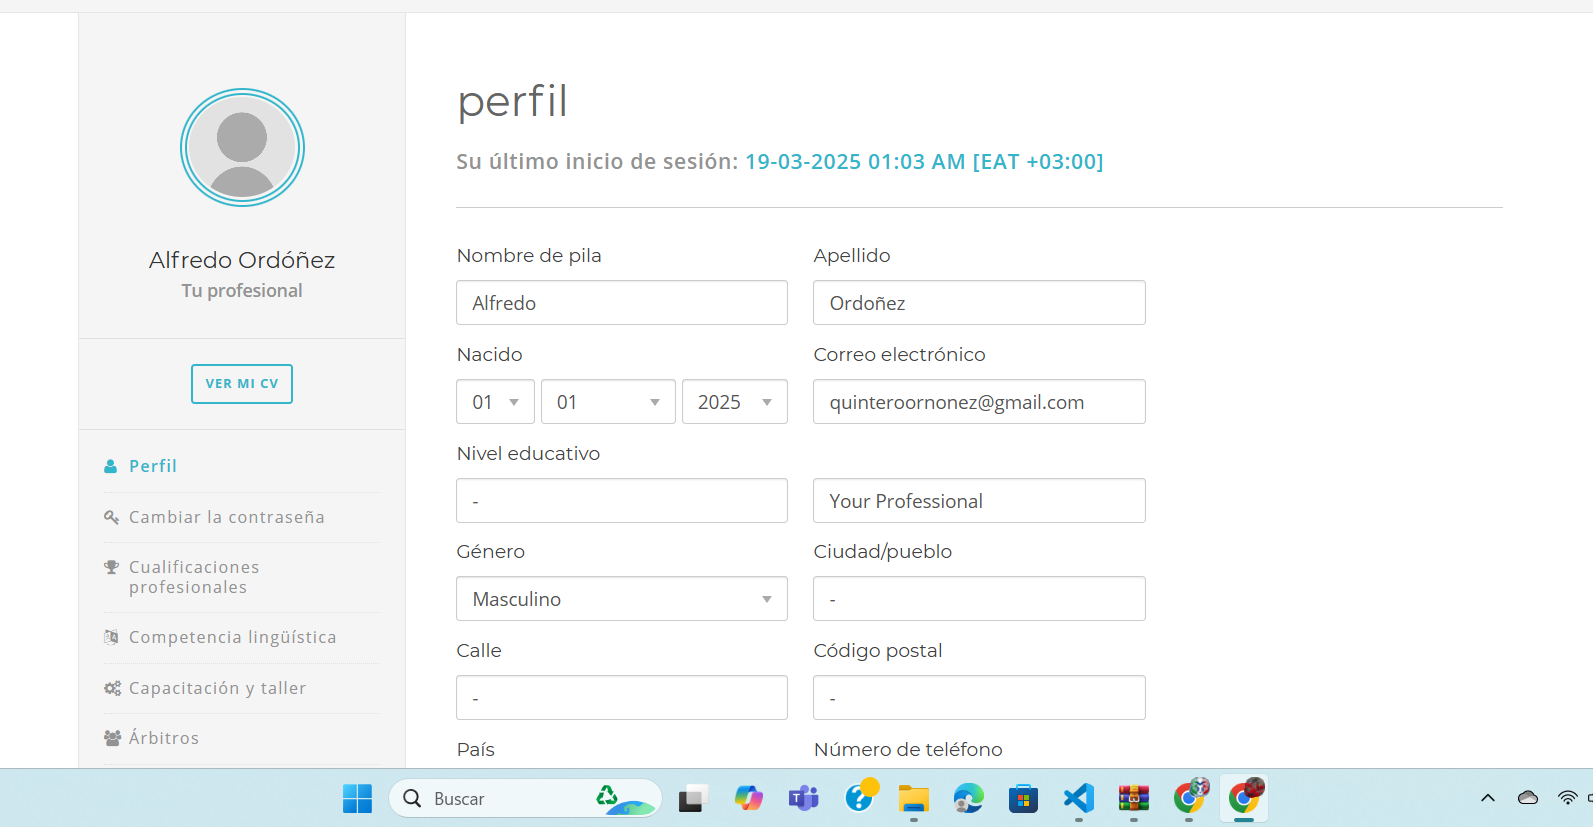 Alfredo Ordóñez
Tu profesional
VER MI CV
Perfil
Cambiar la contraseña
Cualificaciones
profesionales
Competencia lingüística
Capacitación y taller
Árbitros
perfil
Su último inicio de sesión: 19-03-2025 01:03 AM [EAT +03:00]
Nombre de pila Apellido
Alfredo Ordoñez
Nacido Correo electrónico
01 01 2025 quinteroornonez@gmail.com
Nivel educativo
- Your Professional
Género Ciudad/pueblo
Masculino -
Calle Código postal
- -
País Número de teléfono
Buscar